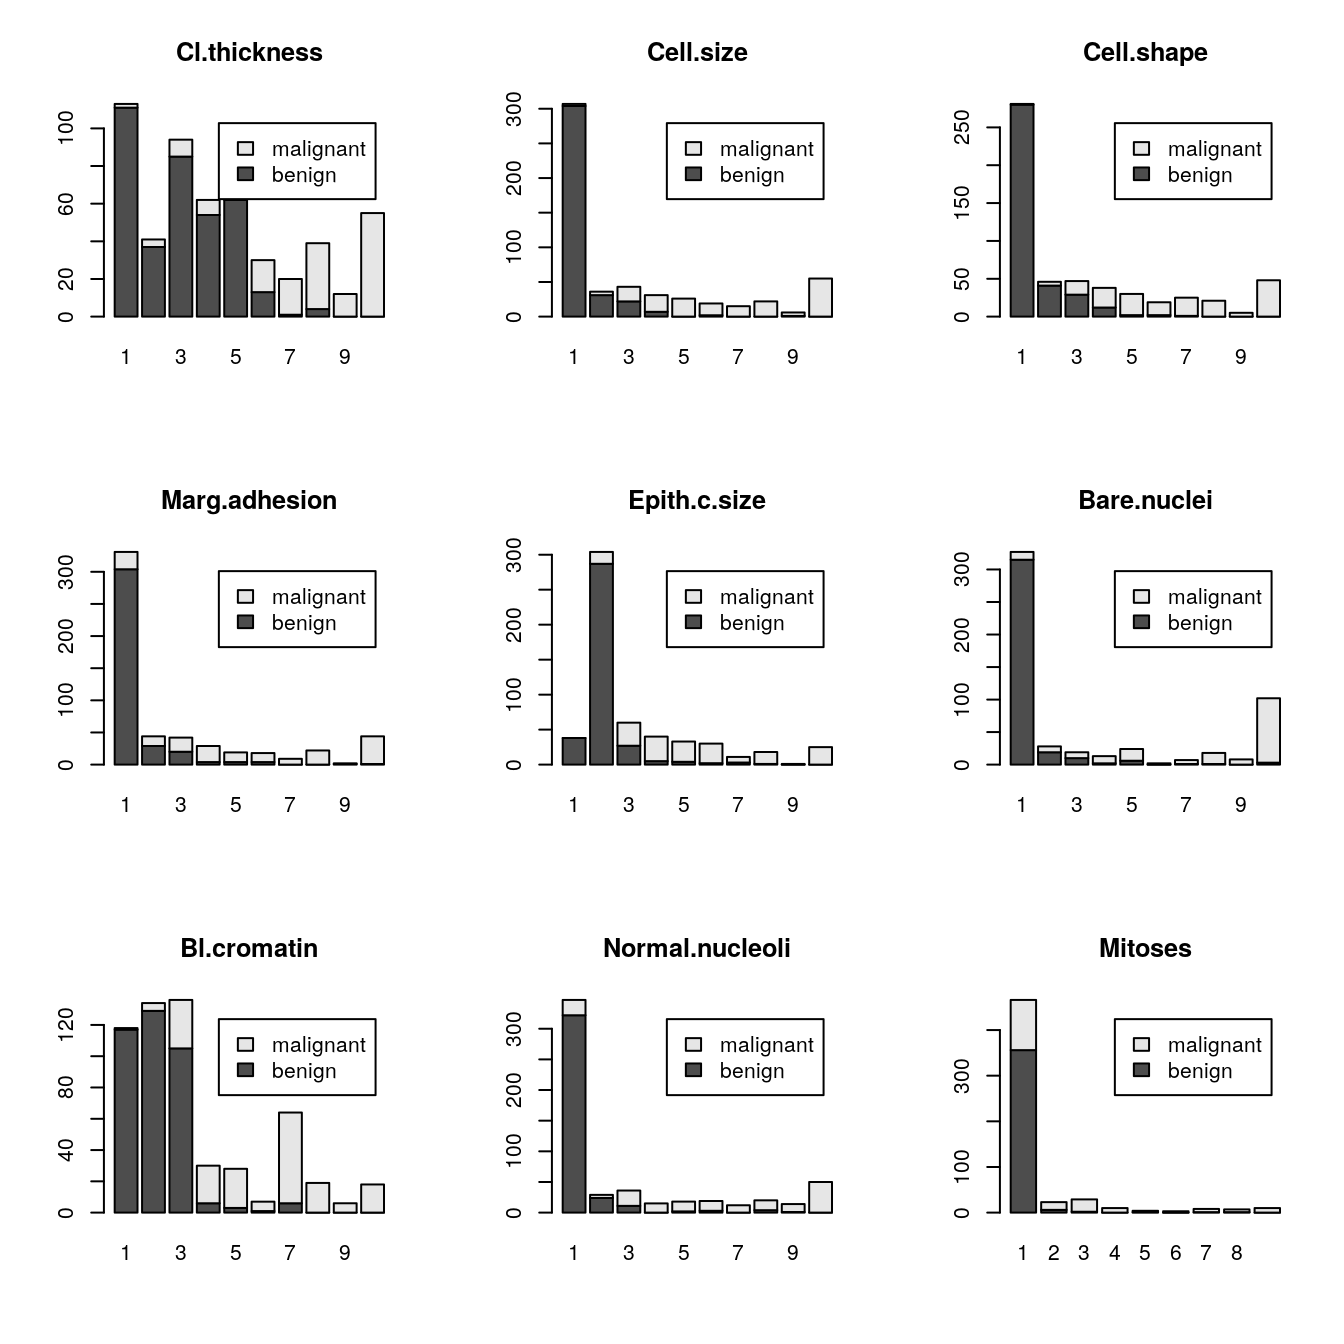 Cl.thickness
0 20 60 100
malignant
benign
1 3 5 7 9
Cell.size
0 100 200 300
malignant
benign
1 3 5 7 9
Cell.shape
0 50 150 250
malignant
benign
1 3 5 7 9
Marg.adhesion
0 100 200 300
malignant
benign
1 3 5 7 9
Epith.c.size
0 100 200 300
malignant
benign
1 3 5 7 9
Bare.nuclei
0 100 200 300
malignant
benign
1 3 5 7 9
Bl.cromatin
0 40 80 120
malignant
benign
1 3 5 7 9
Normal.nucleoli
0 100 200 300
malignant
benign
1 3 5 7 9
Mitoses
0 100 300
malignant
benign
1 2 3 4 5 6 7 8